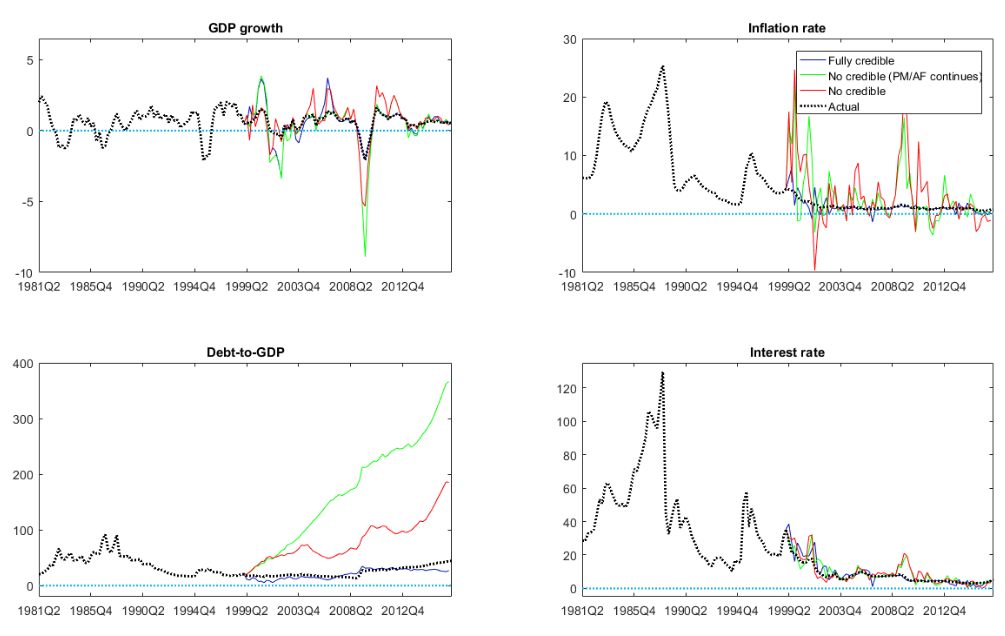 GDP growth
5
0
-5
-10
1981Q2 1985Q4 1990Q2 1994Q4 1999Q2 2003Q4 2008Q2 2012Q4
Inflation rate
30
20
10
0
-10
Fully credible
No credible (PM/AF continues)
No credible
Actual
1981Q2 1985Q4 1990Q2 1994Q4 1999Q2 2003Q4 2008Q2 2012Q4
Debt-to-GDP
400
300
200
100
0
1981Q2 1985Q4 1990Q2 1994Q4 1999Q2 2003Q4 2008Q2 2012Q4
Interest rate
120
100
80
60
40
20
0
1981Q2 1985Q4 1990Q2 1994Q4 1999Q2 2003Q4 2008Q2 2012Q4